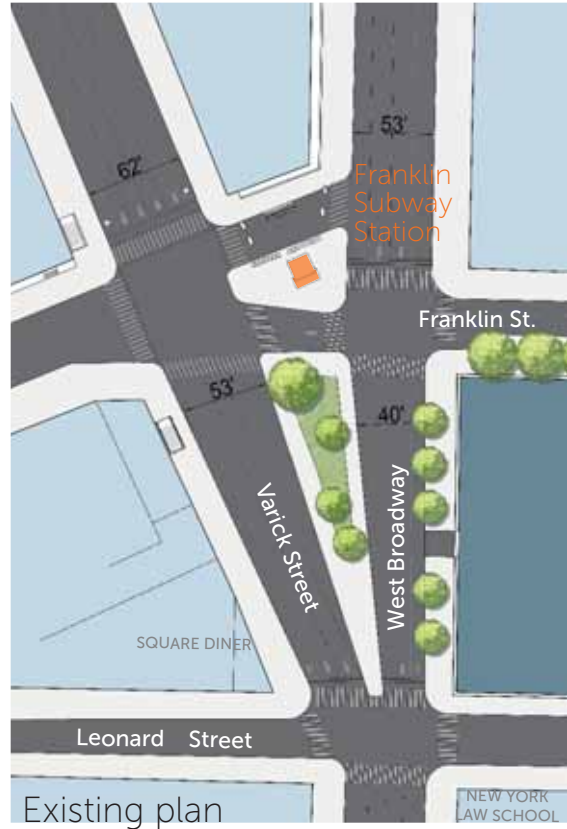 53'
62'
Franklin
Subway
Station
Franklin St.
53'
40'
Varick Street
West Broadway
SQUARE DINER
Leonard Street
Existing plan
NEW YORK
LAW SCHOOL